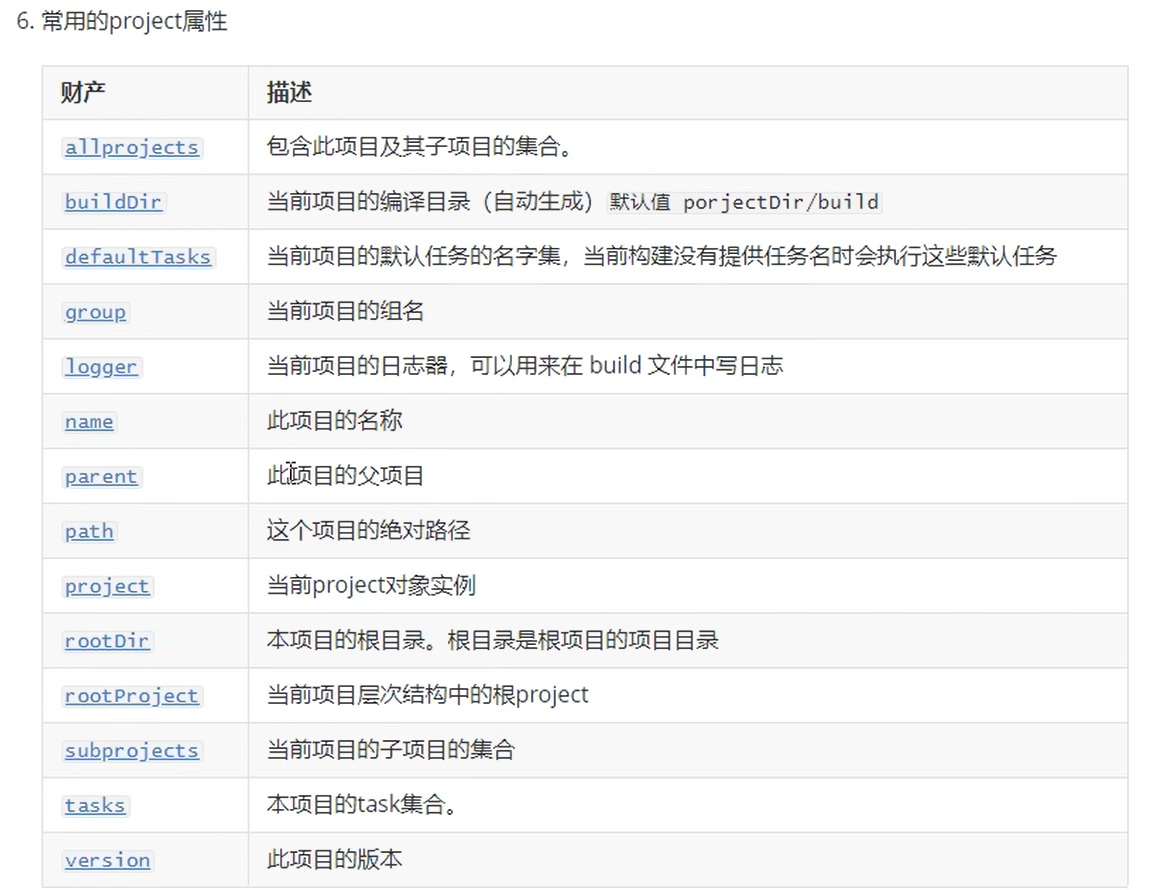 6. 常用的project属性
财产 描述
allprojects 包含此项目及其子项目的集合。
buildDir 当前项目的编译目录（自动生成） 默认值 porjectDir/build
defaultTasks 当前项目的默认任务的名字集，当前构建没有提供任务名时会执行这些默认任务
group 当前项目的组名
logger 当前项目的日志器，可以用来在 build 文件中写日志
name 此项目的名称
parent 此项目的父项目
path 这个项目的绝对路径
project 当前project对象实例
rootDir 本项目的根目录。根目录是根项目的项目目录
rootProject 当前项目层次结构中的根project
subprojects 当前项目的子项目的集合
tasks 本项目的task集合。
version 此项目的版本